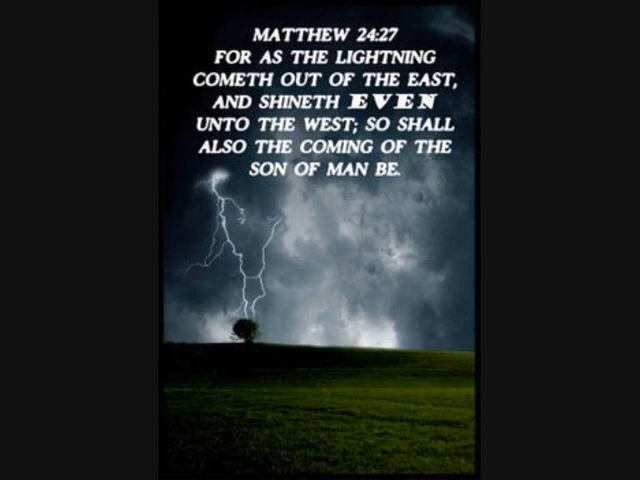 MATTHEW 24:27
FOR AS THE LIGHTNING
COMETH OUT OF THE EAST,
AND SHINETH EVEN
UNTO THE WEST; SO SHALL
ALSO THE COMING OF THE
SON OF MAN BE.